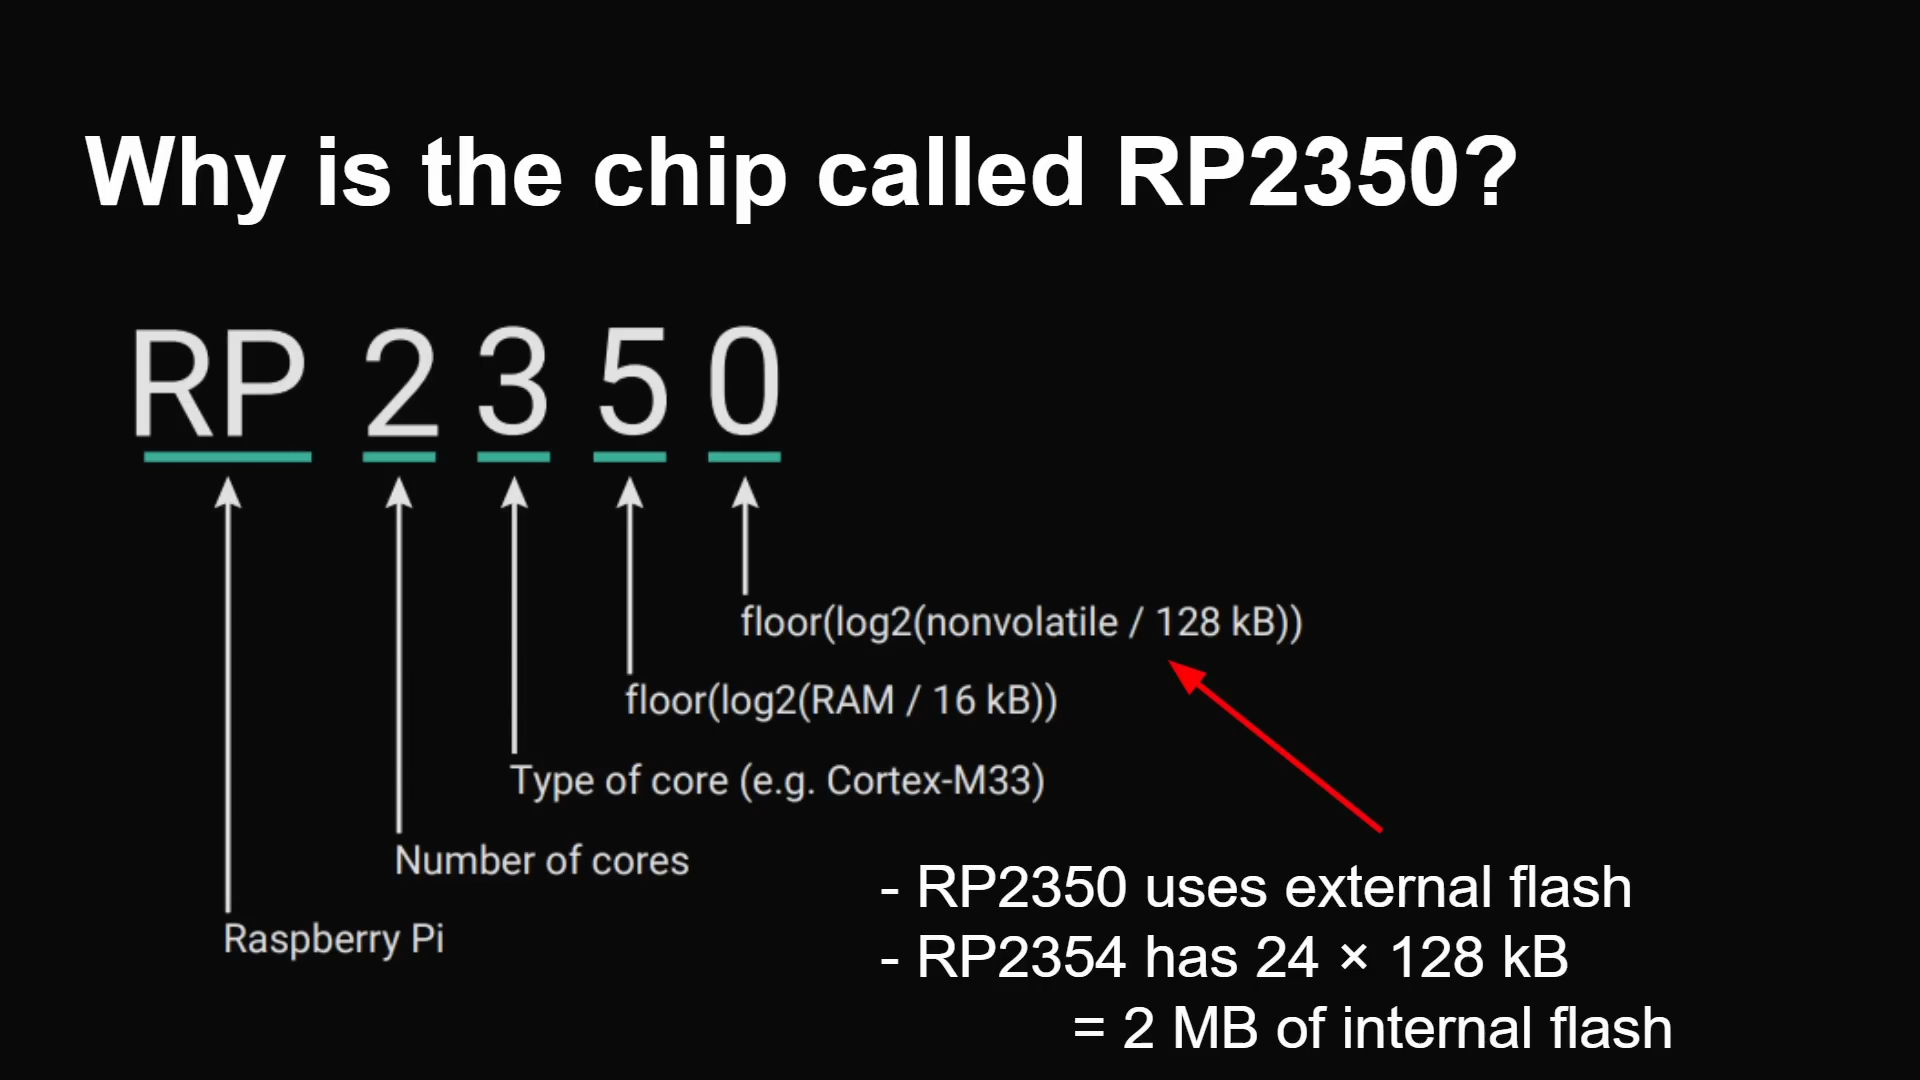 Why is the chip called RP2350?
RP 2 3 5 0
floor(log2(nonvolatile / 128 kB))
floor(log2(RAM / 16 kB))
Type of core (e.g. Cortex-M33)
Number of cores
Raspberry Pi
- RP2350 uses external flash
- RP2354 has 24 × 128 kB
= 2 MB of internal flash